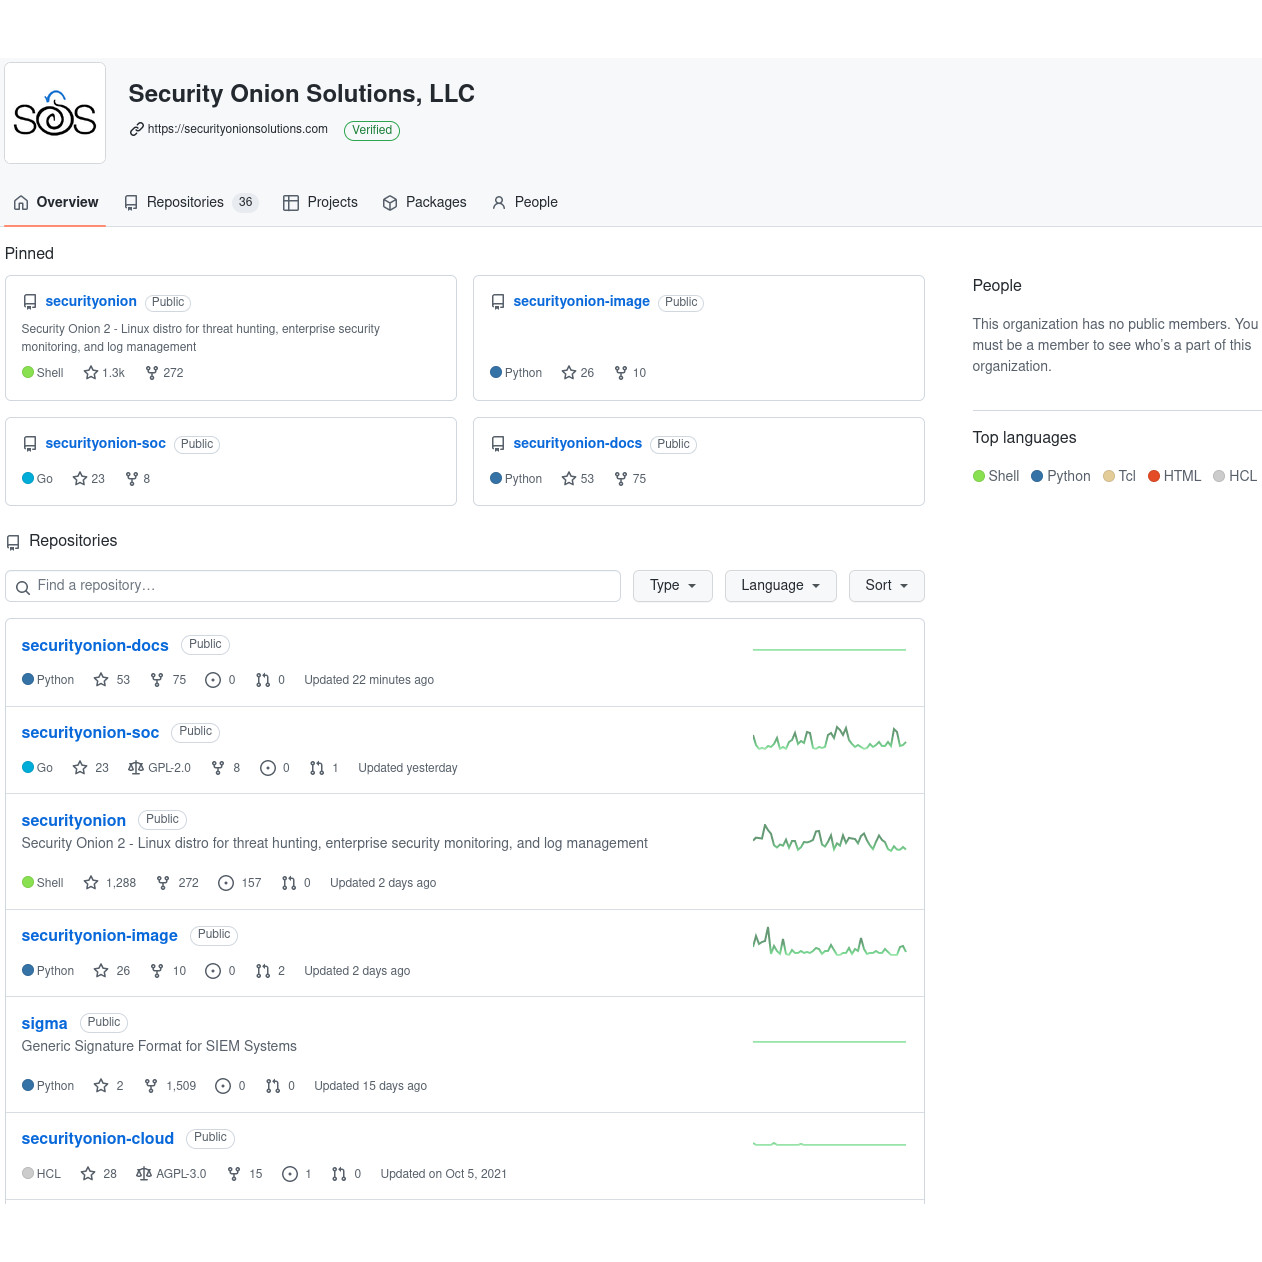 SOS
Security Onion Solutions, LLC
https://securityonionsolutions.com Verified
Overview Repositories 36 Projects Packages People
Pinned
securityonion Public
Security Onion 2 - Linux distro for threat hunting, enterprise security
monitoring, and log management
Shell 1.3k 272
securityonion-image Public
Python 26 10
securityonion-soc Public
Go 23 8
securityonion-docs Public
Python 53 75
People
This organization has no public members. You
must be a member to see who’s a part of this
organization.
Top languages
Shell Python Tcl HTML HCL
Repositories
Find a repository… Type Language Sort
securityonion-docs Public
Python 53 75 0 0 Updated 22 minutes ago
securityonion-soc Public
Go 23 GPL-2.0 8 0 1 Updated yesterday
securityonion Public
Security Onion 2 - Linux distro for threat hunting, enterprise security monitoring, and log management
Shell 1,288 272 157 0 Updated 2 days ago
securityonion-image Public
Python 26 10 0 2 Updated 2 days ago
sigma Public
Generic Signature Format for SIEM Systems
Python 2 1,509 0 0 Updated 15 days ago
securityonion-cloud Public
HCL 28 AGPL-3.0 15 1 0 Updated on Oct 5, 2021